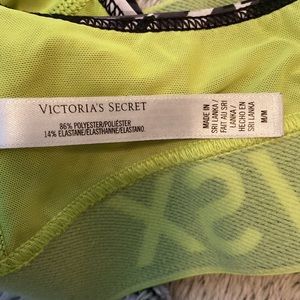 VICTORIA'S SECRET
86% POLYESTER/POLIÉSTER
14% ELASTANE/ELASTHANNE/ELASTANO.
MADE IN
SRI LANKA/
FAIT AU SRI
LANKA/
HECHO EN
SRI LANKA
M/M